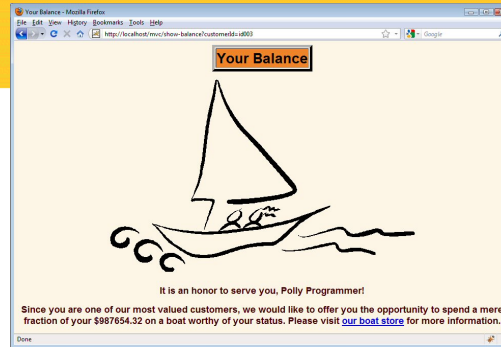 Your Balance - Mozilla Firefox
File Edit View History Bookmarks Tools Help
http://localhost/mvc/show-balance?customerId=id003
Google
Your Balance
It is an honor to serve you, Polly Programmer!
Since you are one of our most valued customers, we would like to offer you the opportunity to spend a mere
fraction of your $987654.32 on a boat worthy of your status. Please visit our boat store for more information.
Done